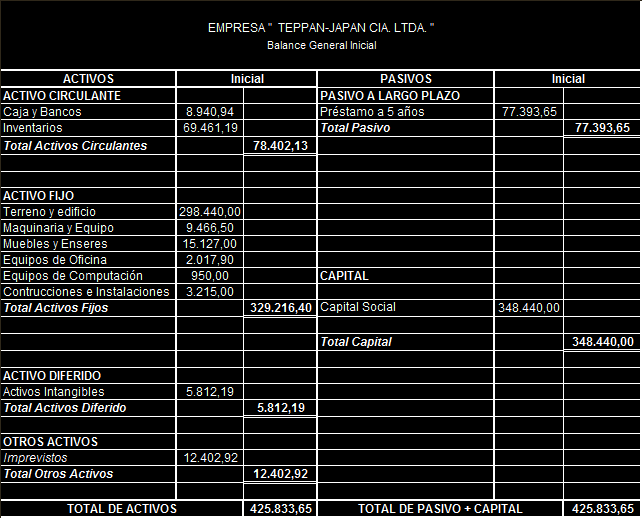 EMPRESA " TEPPAN-JAPAN CIA. LTDA. "
Balance General Inicial
ACTIVOS Inicial PASIVOS Inicial
ACTIVO CIRCULANTE PASIVO A LARGO PLAZO
Caja y Bancos 8.940,94 Préstamo a 5 años 77.393,65
Inventarios 69.461,19 Total Pasivo 77.393,65
Total Activos Circulantes 78.402,13
ACTIVO FIJO
Terreno y edificio 298.440,00
Maquinaria y Equipo 9.466,50
Muebles y Enseres 15.127,00
Equipos de Oficina 2.017,90
Equipos de Computación 950,00 CAPITAL
Contrucciones e Instalaciones 3.215,00
Total Activos Fijos 329.216,40 Capital Social 348.440,00
Total Capital 348.440,00
ACTIVO DIFERIDO
Activos Intangibles 5.812,19
Total Activos Diferido 5.812,19
OTROS ACTIVOS
Imprevistos 12.402,92
Total Otros Activos 12.402,92
TOTAL DE ACTIVOS 425.833,65 TOTAL DE PASIVO + CAPITAL 425.833,65